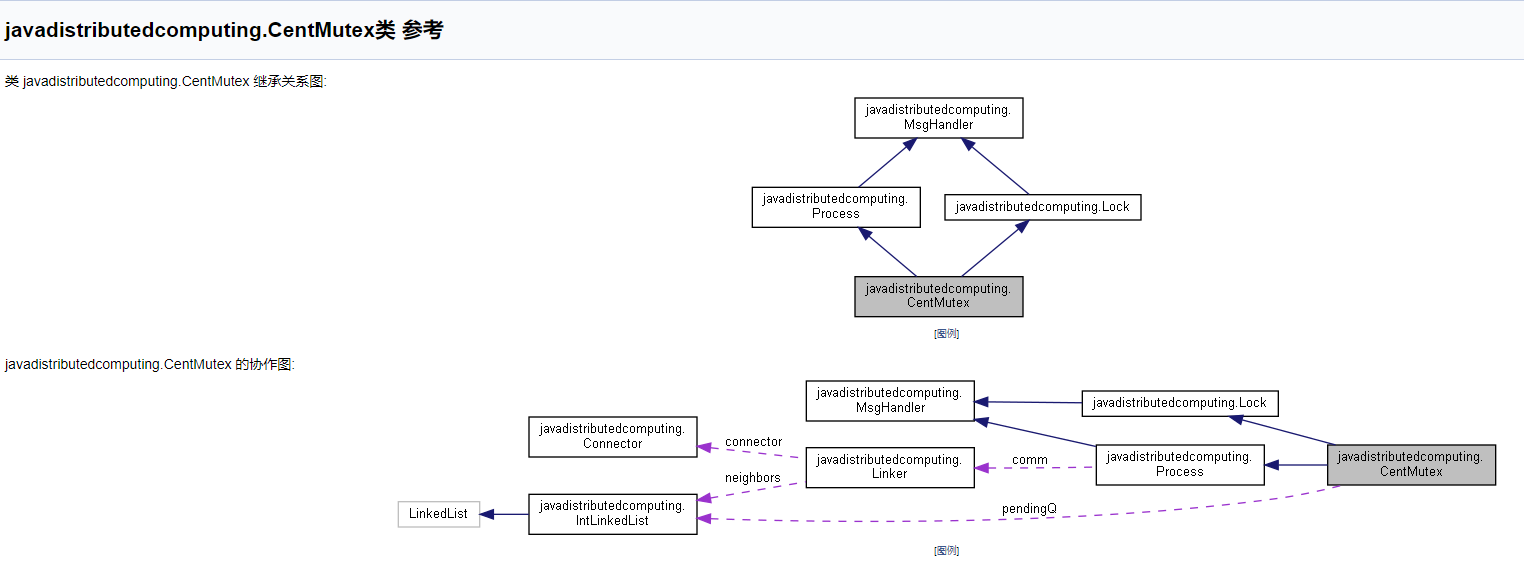 javadistributedcomputing.CentMutex类 参考
类 javadistributedcomputing.CentMutex 继承关系图:
javadistributedcomputing.
MsgHandler
javadistributedcomputing.
Process
javadistributedcomputing.Lock
javadistributedcomputing.
CentMutex
[图例]
javadistributedcomputing.CentMutex 的协作图:
javadistributedcomputing.
MsgHandler
javadistributedcomputing.Lock
javadistributedcomputing.
Connector
connector
javadistributedcomputing.
Linker
comm
javadistributedcomputing.
Process
javadistributedcomputing.
CentMutex
neighbors
LinkedList
javadistributedcomputing.
IntLinkedList
pendingQ
[图例]